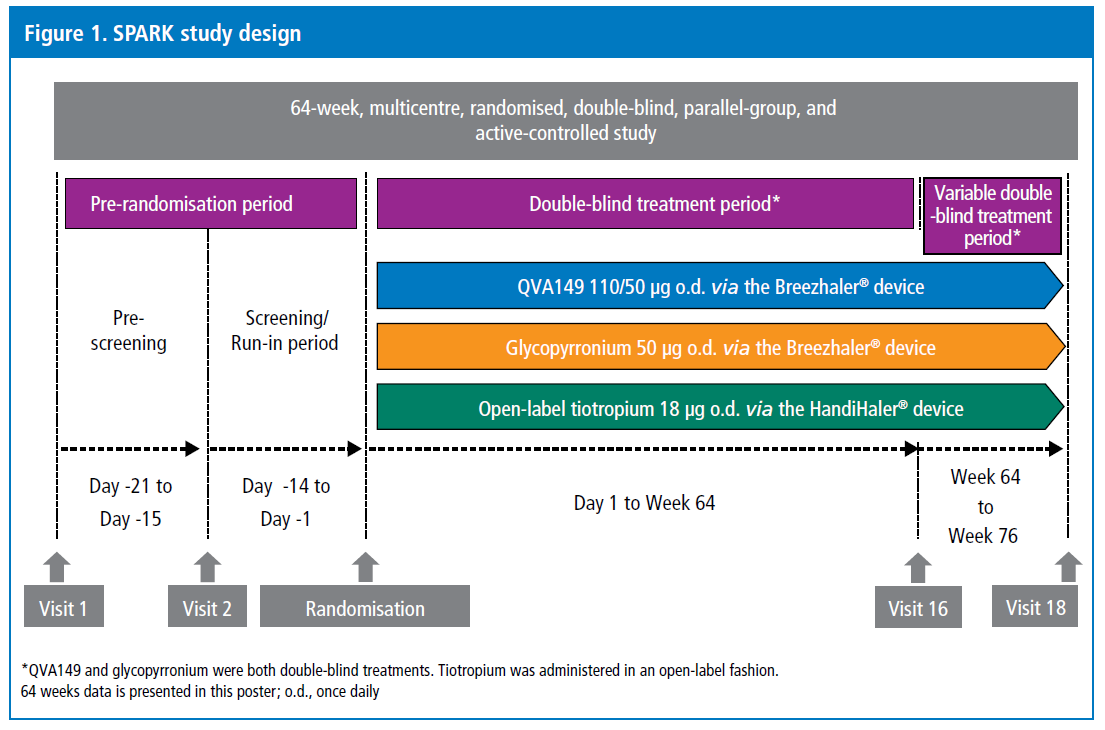 Figure 1. SPARK study design
64-week, multicentre, randomised, double-blind, parallel-group, and
active-controlled study
Pre-randomisation period
Double-blind treatment period*
Variable double
-blind treatment
period*
QVA149 110/50 μg o.d. via the Breezhaler® device
Pre-
screening
Screening/
Run-in period
Glycopyrronium 50 μg o.d. via the Breezhaler® device
Open-label tiotropium 18 μg o.d. via the HandiHaler® device
Day -21 to
Day -15
Day -14 to
Day -1
Day 1 to Week 64
Week 64
to
Week 76
Visit 1
Visit 2
Randomisation
Visit 16
Visit 18
*QVA149 and glycopyrronium were both double-blind treatments. Tiotropium was administered in an open-label fashion.
64 weeks data is presented in this poster; o.d., once daily